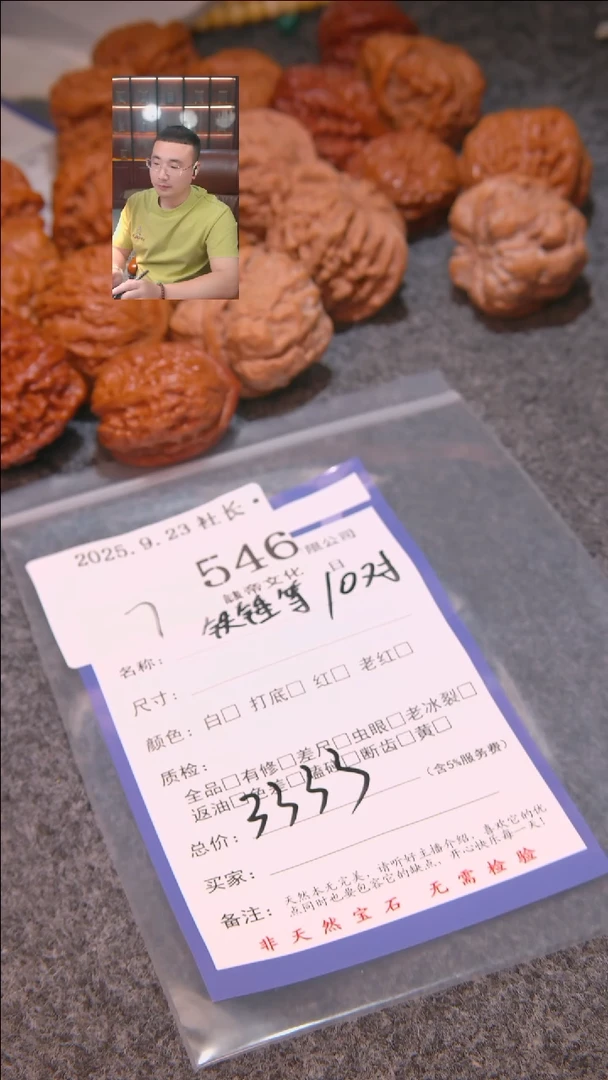 2025.9.23 社长
546
限公司
铁锤等 10对
名称：
尺寸：
颜色：白□ 打底□ 红□ 老红□
质检：
全品□有修□差尺□虫眼□老冰裂□
返油□色差□磕碰□断齿□黄□
总价：3333（含5%服务费）
买家：
备注：天然本无完美，请听好主播介绍，喜欢它的优
点同时也要包容它的缺点，开心快乐每一天！
非天然宝石 无需检验